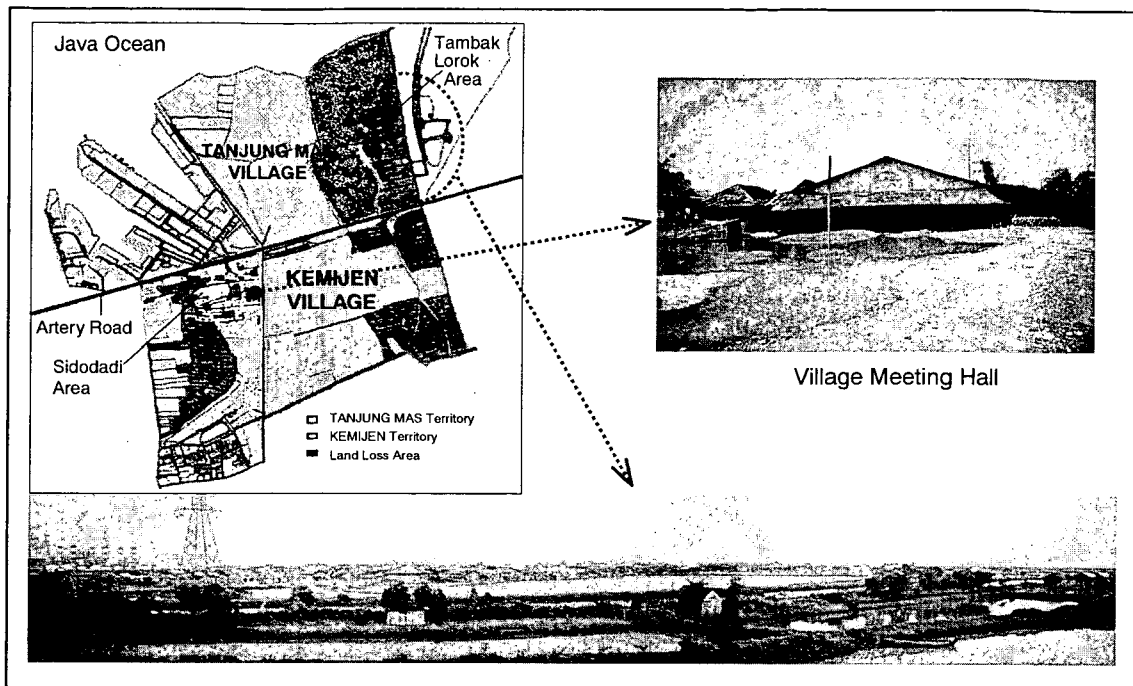 Java Ocean
Tambak
Lorok
Area
TANJUNG MAS
VILLAGE
KEMIJEN
VILLAGE
Artery Road
Sidodadi
Area
TANJUNG MAS Territory
KEMIJEN Territory
Land Loss Area
Village Meeting Hall